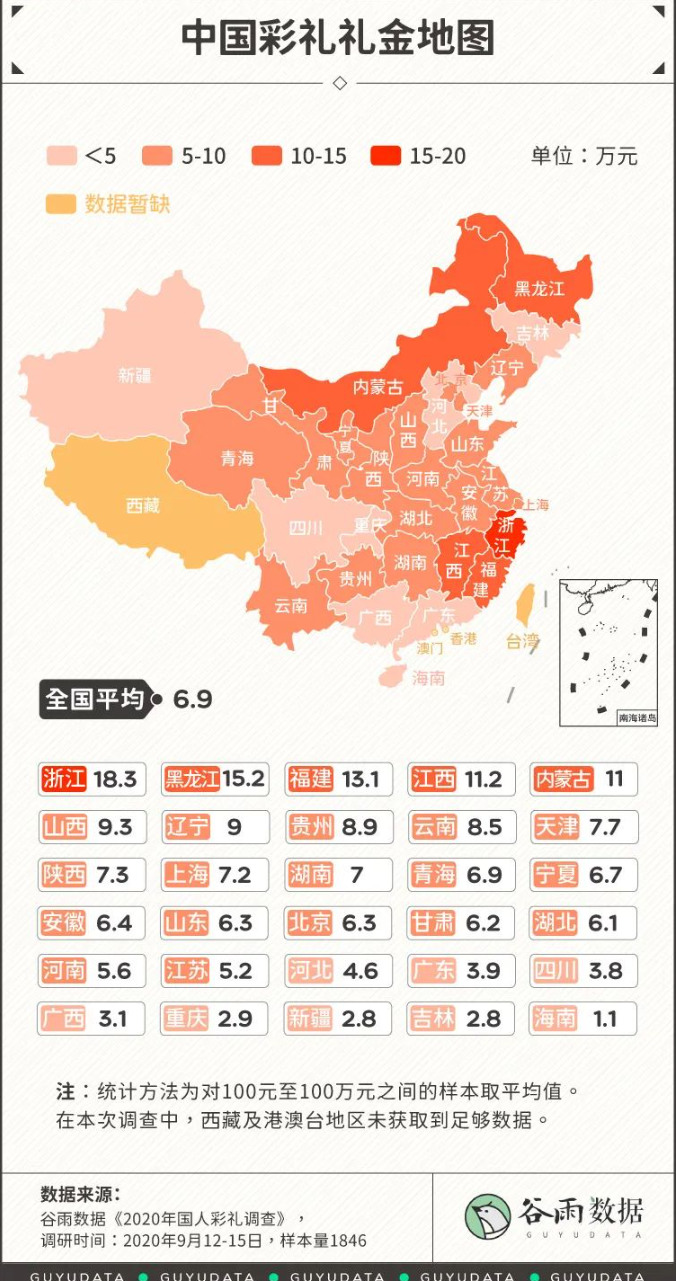 中国彩礼礼金地图
＜5 5-10 10-15 15-20 单位：万元
数据暂缺
黑龙江
吉林
辽宁
新疆
内蒙古
北京
甘
河北
天津
山西
宁夏
山东
青海
肃
陕西
河南
江苏
西藏
安徽
上海
四川
重庆
湖北
浙江
江西
湖南
福建
贵州
云南
广西
广东
香港
澳门
台湾
海南
南海诸岛
全国平均 6.9
浙江 18.3 黑龙江 15.2 福建 13.1 江西 11.2 内蒙古 11
山西 9.3 辽宁 9 贵州 8.9 云南 8.5 天津 7.7
陕西 7.3 上海 7.2 湖南 7 青海 6.9 宁夏 6.7
安徽 6.4 山东 6.3 北京 6.3 甘肃 6.2 湖北 6.1
河南 5.6 江苏 5.2 河北 4.6 广东 3.9 四川 3.8
广西 3.1 重庆 2.9 新疆 2.8 吉林 2.8 海南 1.1
注：统计方法为对100元至100万元之间的样本取平均值。
在本次调查中，西藏及港澳台地区未获取到足够数据。
数据来源：
谷雨数据《2020年国人彩礼调查》，
调研时间：2020年9月12-15日，样本量1846
谷雨数据
GUYUDATA
GUYUDATA GUYUDATA GUYUDATA GUYUDATA GUYUDATA